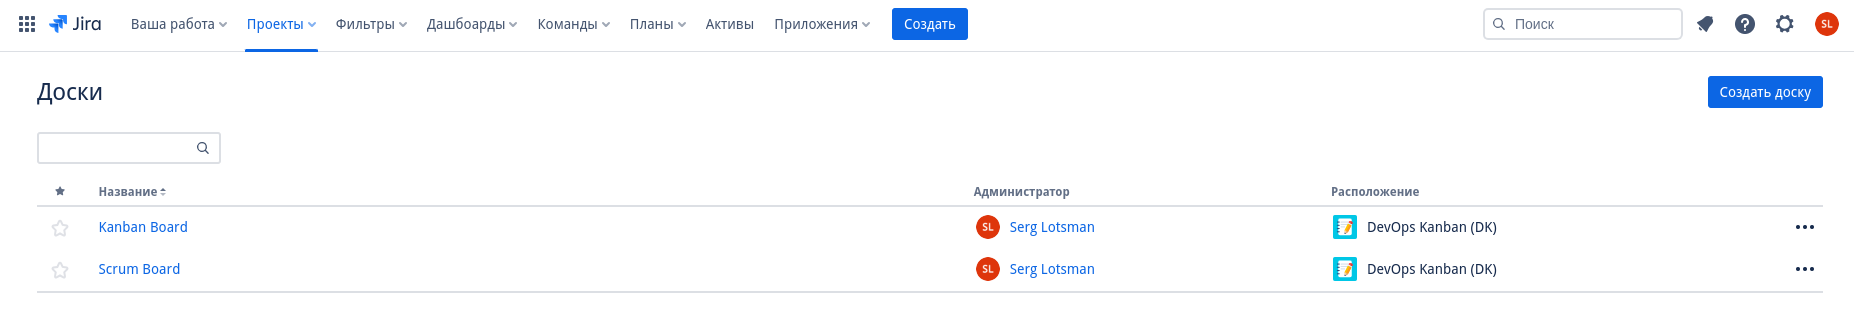 Jira Ваша работа Проекты Фильтры Дашборды Команды Планы Активы Приложения Создать Поиск SL
Доски Создать доску
Название Администратор Расположение
Kanban Board SL Serg Lotsman DevOps Kanban (DK)
Scrum Board SL Serg Lotsman DevOps Kanban (DK)